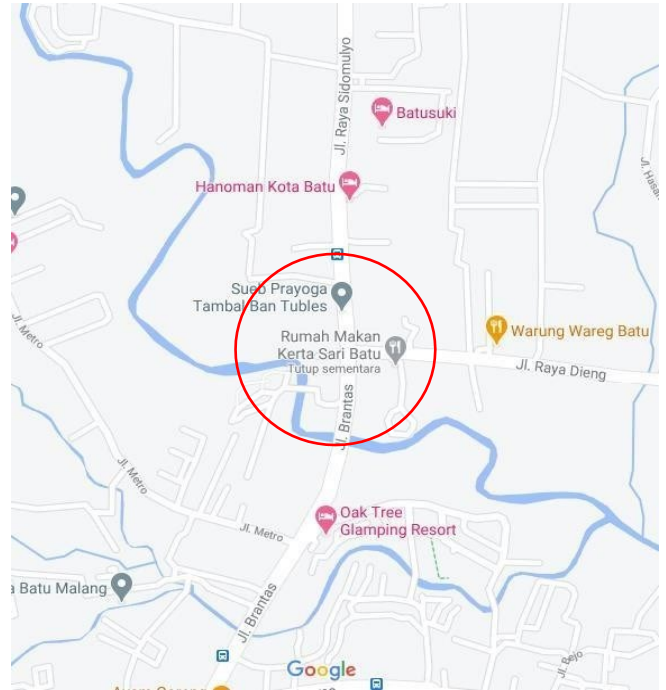 Jl. Raya Sidomulyo
Batusuki
Hanoman Kota Batu
Jl. Hasan
Sueb Prayoga
Tambal Ban Tubles
Rumah Makan
Kerta Sari Batu
Tutup sementara
Warung Wareg Batu
Jl. Raya Dieng
Jl. Metro
Jl. Brantas
Jl. Metro
Jl. Metro
Oak Tree
Glamping Resort
a Batu Malang
Jl. Brantas
Jl. Bejo
Google